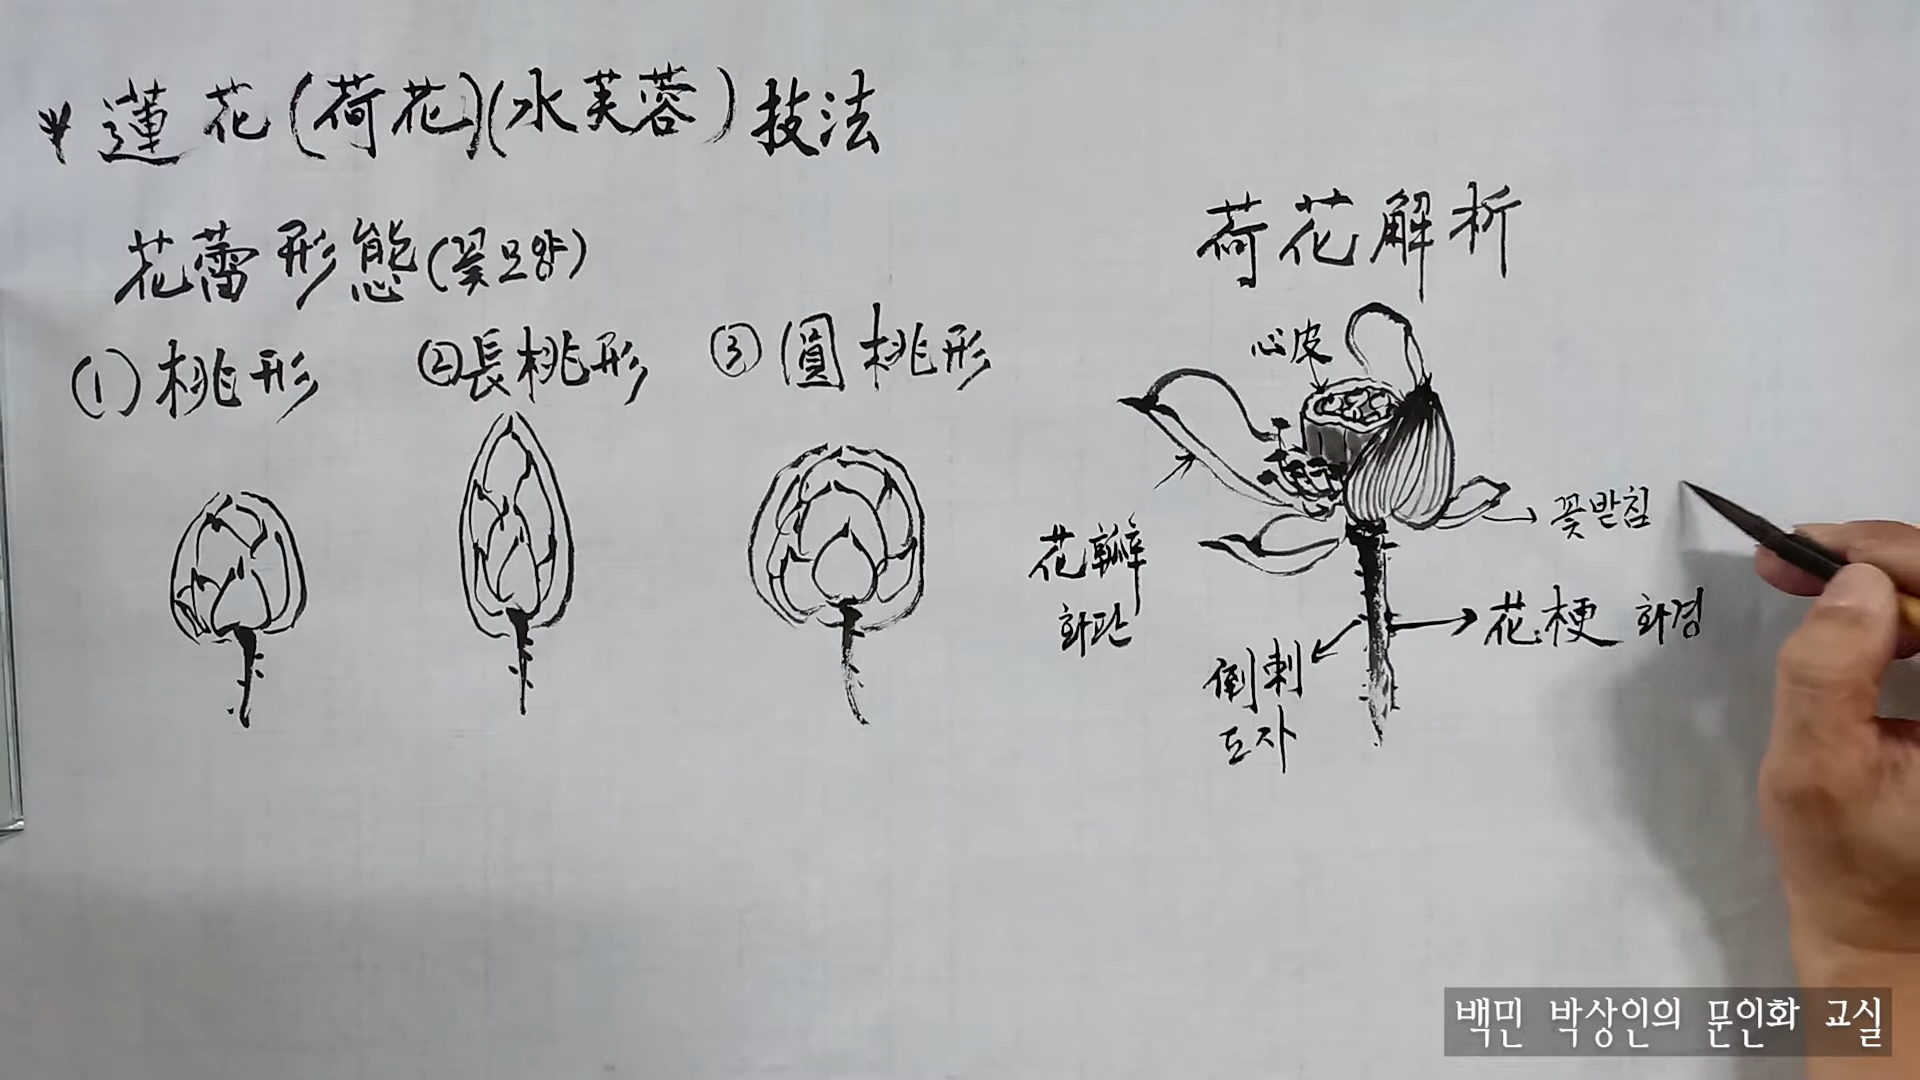 蓮花(荷花)(水芙蓉)技法
花蕾形態(꽃모양)
①桃形
②長桃形
③圓桃形
荷花解析
心皮
꽃받침
花瓣
화판
花梗 화경
倒刺
도자
백민 박상인의 문인화 교실